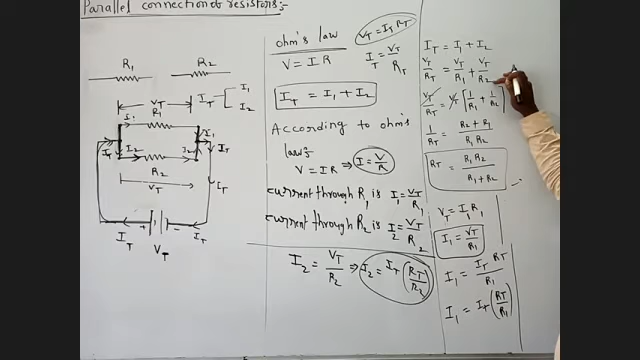 Parallel connection of resistors:-
R1 R2
VT IT I1
I2
I1 R1 I1
IT
I2 I2 IT
R2
VT
IT
+ -
IT IT
VT
ohm's law
V = I R
VT = IT RT
IT = VT/RT
IT = I1 + I2
According to ohm's
law:-
V = IR ⇒ I = V/R
current through R1 is I1 = VT/R1
current through R2 is I2 = VT/R2
I2 = VT/R2 ⇒ I2 = IT (RT/R2)
IT = I1 + I2
VT/RT = VT/R1 + VT/R2
VT/RT = VT [1/R1 + 1/R2]
1/RT = R2 + R1/R1 R2
RT = R1 R2/R1 + R2
VT = I1 R1
I1 = VT/R1
I1 = IT RT/R1
I1 = IT (RT/R1)